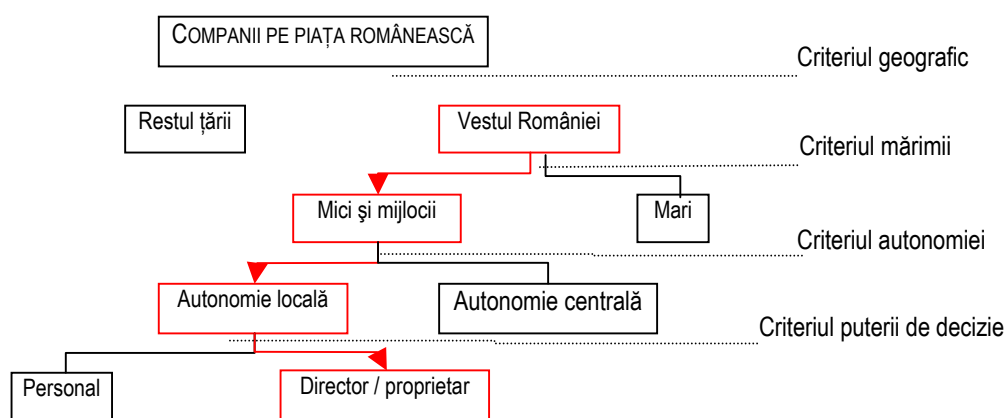 COMPANII PE PIAȚA ROMÂNEASCĂ
Criteriul geografic
Restul țării
Vestul României
Criteriul mărimii
Mici şi mijlocii
Mari
Criteriul autonomiei
Autonomie locală
Autonomie centrală
Criteriul puterii de decizie
Personal
Director / proprietar